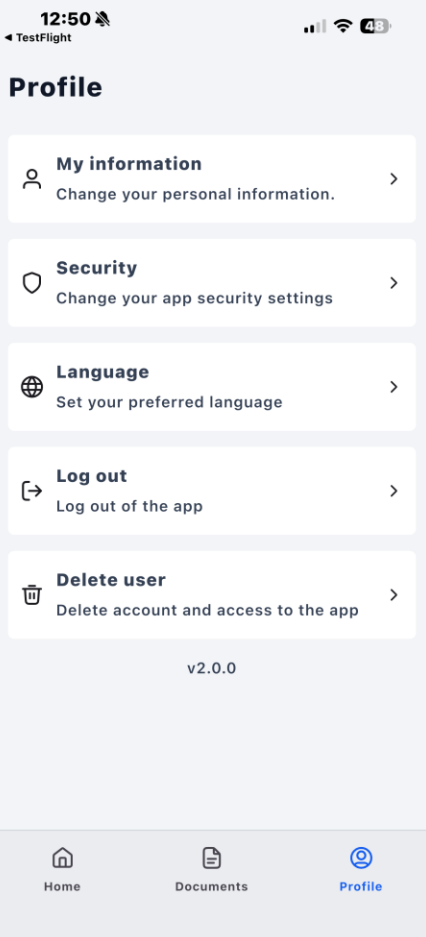 12:50
48
◀ TestFlight
Profile
My information
Change your personal information.
Security
Change your app security settings
Language
Set your preferred language
Log out
Log out of the app
Delete user
Delete account and access to the app
v2.0.0
Home
Documents
Profile